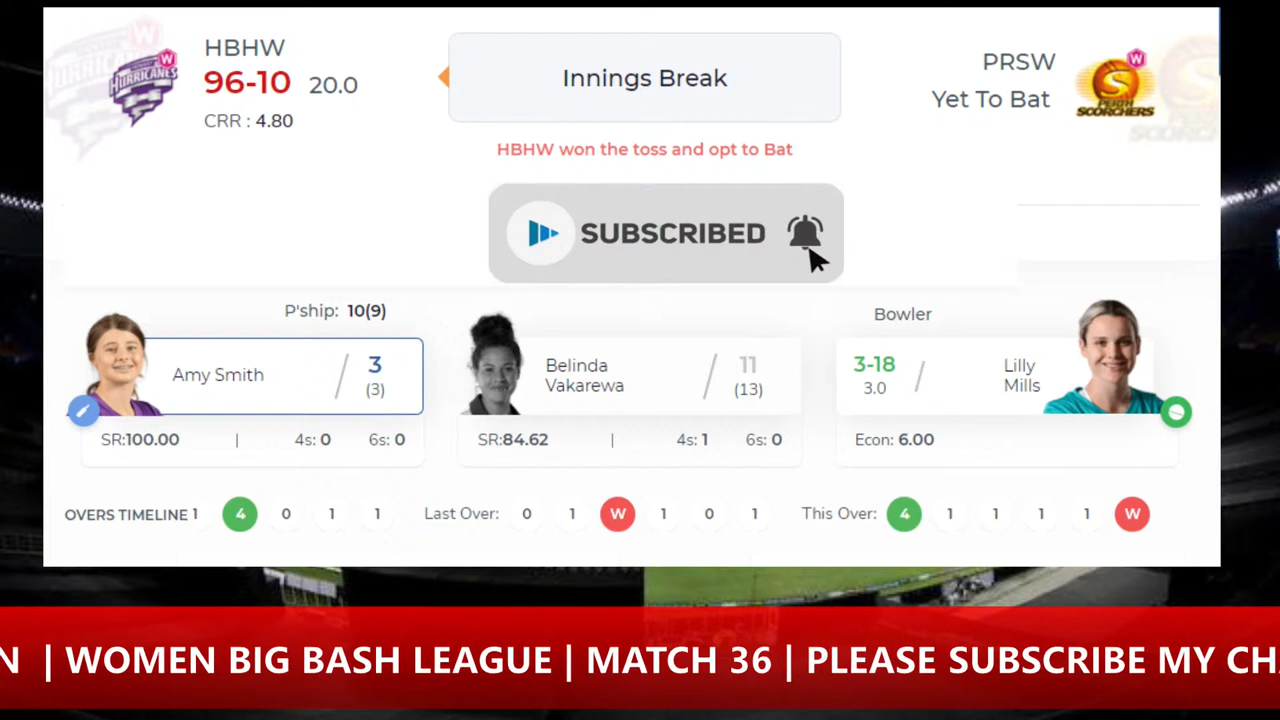 HBHW
96-10 20.0
CRR : 4.80
Innings Break
HBHW won the toss and opt to Bat
PRSW
Yet To Bat
HURRICANES
W
PERTH
SCORCHERS
W
SUBSCRIBED
P'ship: 10(9)
Bowler
Amy Smith / 3
(3)
SR:100.00 | 4s: 0 6s: 0
Belinda
Vakarewa / 11
(13)
SR:84.62 | 4s: 1 6s: 0
3-18 / Lilly
3.0 Mills
Econ: 6.00
OVERS TIMELINE 1 4 0 1 1 Last Over: 0 1 W 1 0 1 This Over: 4 1 1 1 1 W
N | WOMEN BIG BASH LEAGUE | MATCH 36 | PLEASE SUBSCRIBE MY CHA